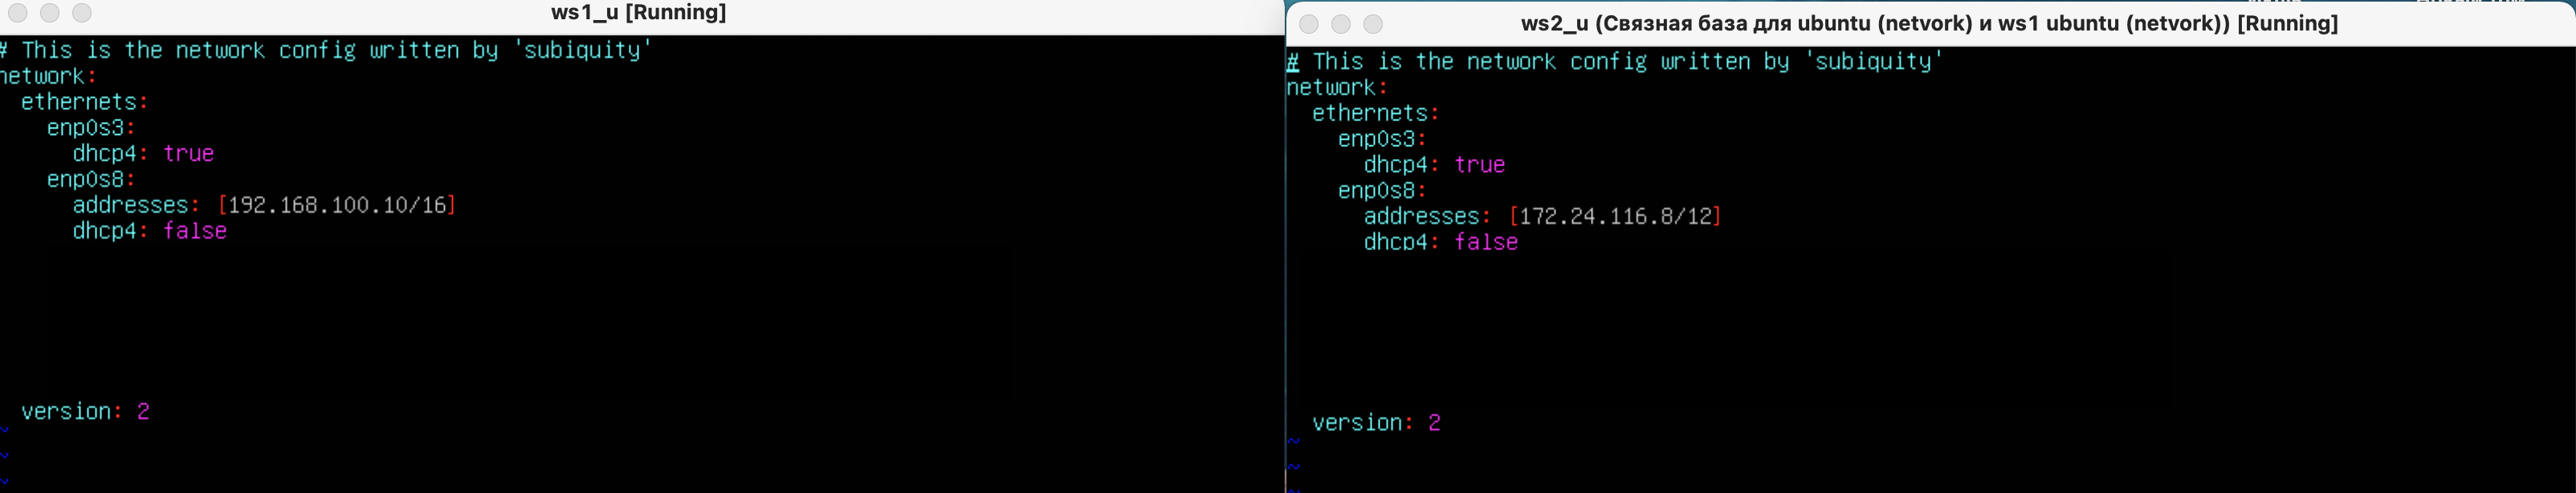 ws1_u [Running]
# This is the network config written by 'subiquity'
network:
  ethernets:
    enp0s3:
      dhcp4: true
    enp0s8:
      addresses: [192.168.100.10/16]
      dhcp4: false
  version: 2
~
~
~
ws2_u (Связная база для ubuntu (netvork) и ws1 ubuntu (netvork)) [Running]
# This is the network config written by 'subiquity'
network:
  ethernets:
    enp0s3:
      dhcp4: true
    enp0s8:
      addresses: [172.24.116.8/12]
      dhcp4: false
  version: 2
~
~
~